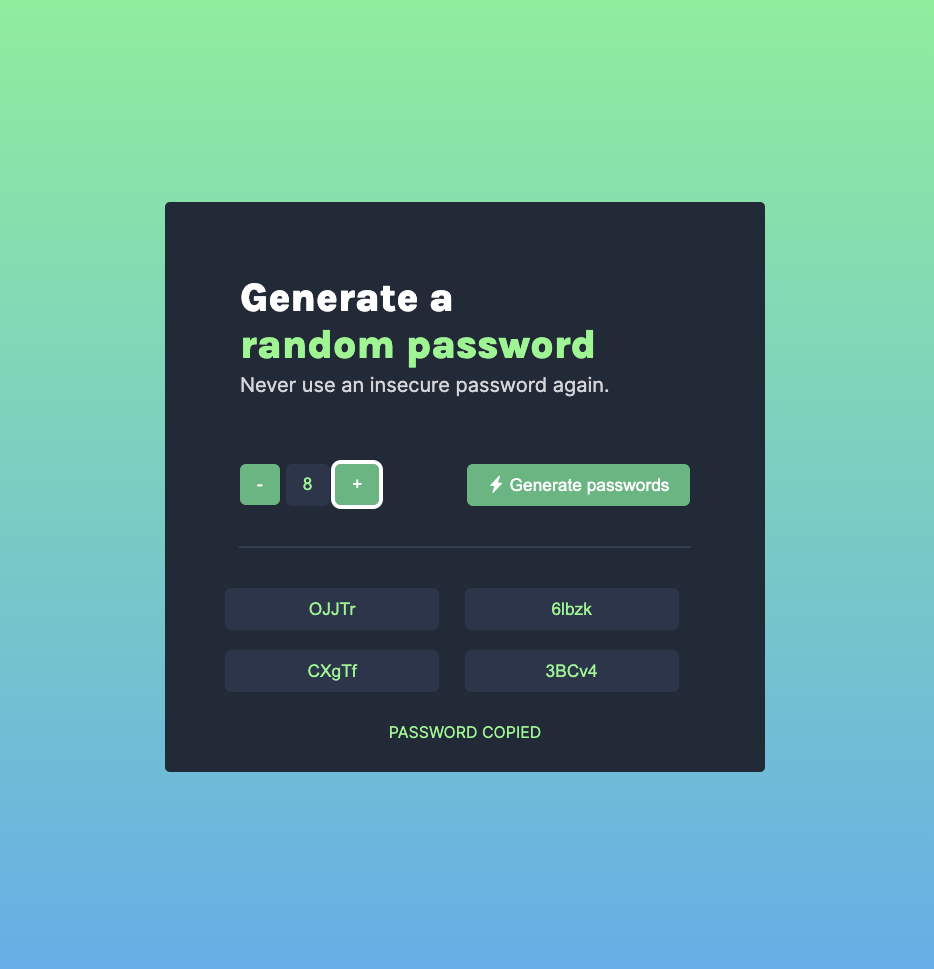 Generate a
random password
Never use an insecure password again.
- 8 + ⚡ Generate passwords
OJJTr 6lbzk
CXgTf 3BCv4
PASSWORD COPIED